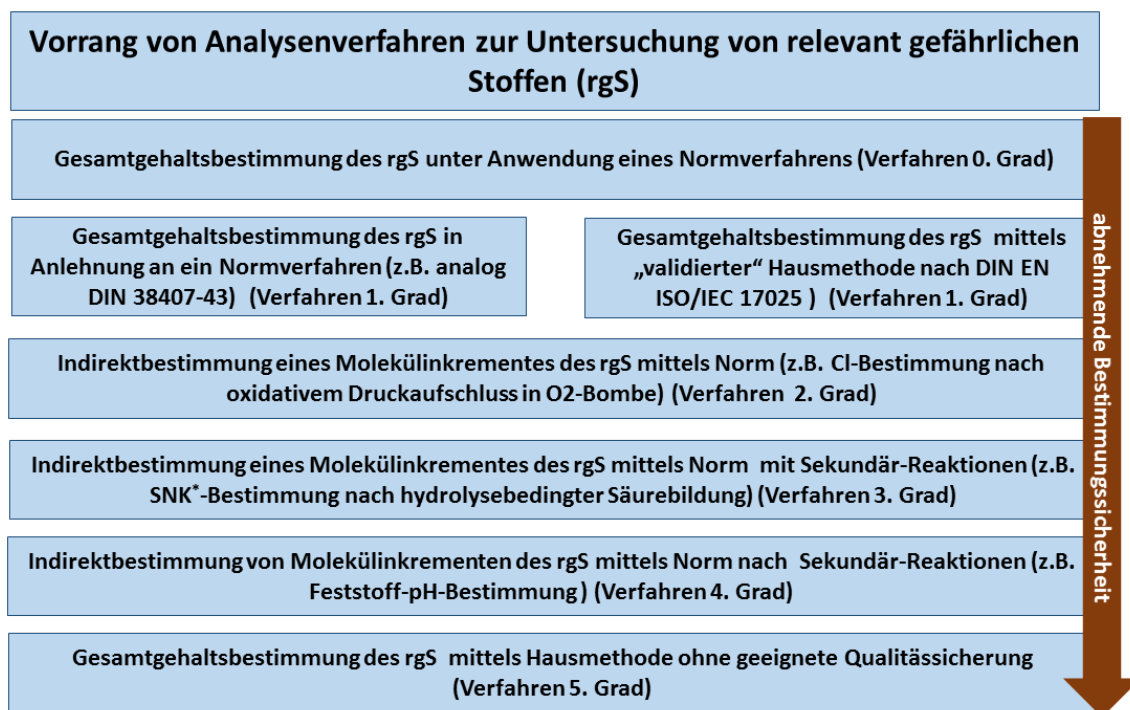 Vorrang von Analysenverfahren zur Untersuchung von relevant gefährlichen
Stoffen (rgS)
Gesamtgehaltsbestimmung des rgS unter Anwendung eines Normverfahrens (Verfahren 0. Grad)
Gesamtgehaltsbestimmung des rgS in
Anlehnung an ein Normverfahren (z.B. analog
DIN 38407-43) (Verfahren 1. Grad)
Gesamtgehaltsbestimmung des rgS mittels
„validierter“ Hausmethode nach DIN EN
ISO/IEC 17025 ) (Verfahren 1. Grad)
Indirektbestimmung eines Molekülinkrementes des rgS mittels Norm (z.B. Cl-Bestimmung nach
oxidativem Druckaufschluss in O2-Bombe) (Verfahren 2. Grad)
Indirektbestimmung eines Molekülinkrementes des rgS mittels Norm mit Sekundär-Reaktionen (z.B.
SNK*-Bestimmung nach hydrolysebedingter Säurebildung) (Verfahren 3. Grad)
Indirektbestimmung von Molekülinkrementen des rgS mittels Norm nach Sekundär-Reaktionen (z.B.
Feststoff-pH-Bestimmung) (Verfahren 4. Grad)
Gesamtgehaltsbestimmung des rgS mittels Hausmethode ohne geeignete Qualitässicherung
(Verfahren 5. Grad)
abnehmende Bestimmungssicherheit